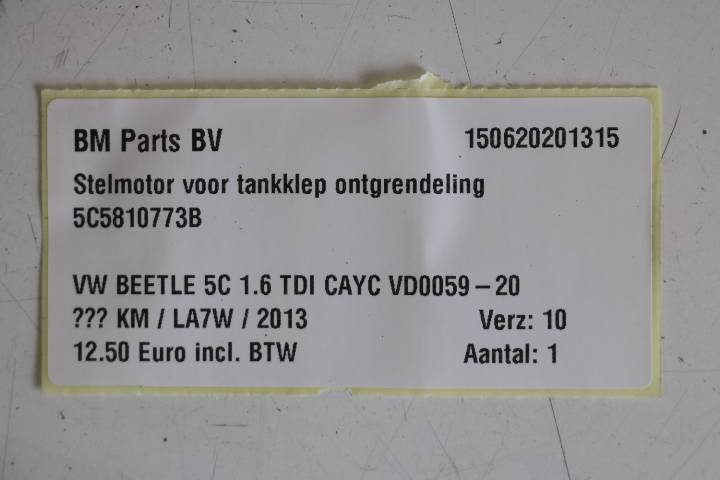 BM Parts BV 150620201315
Stelmotor voor tankklep ontgrendeling
5C5810773B
VW BEETLE 5C 1.6 TDI CAYC VD0059-20
??? KM / LA7W / 2013 Verz: 10
12.50 Euro incl. BTW Aantal: 1